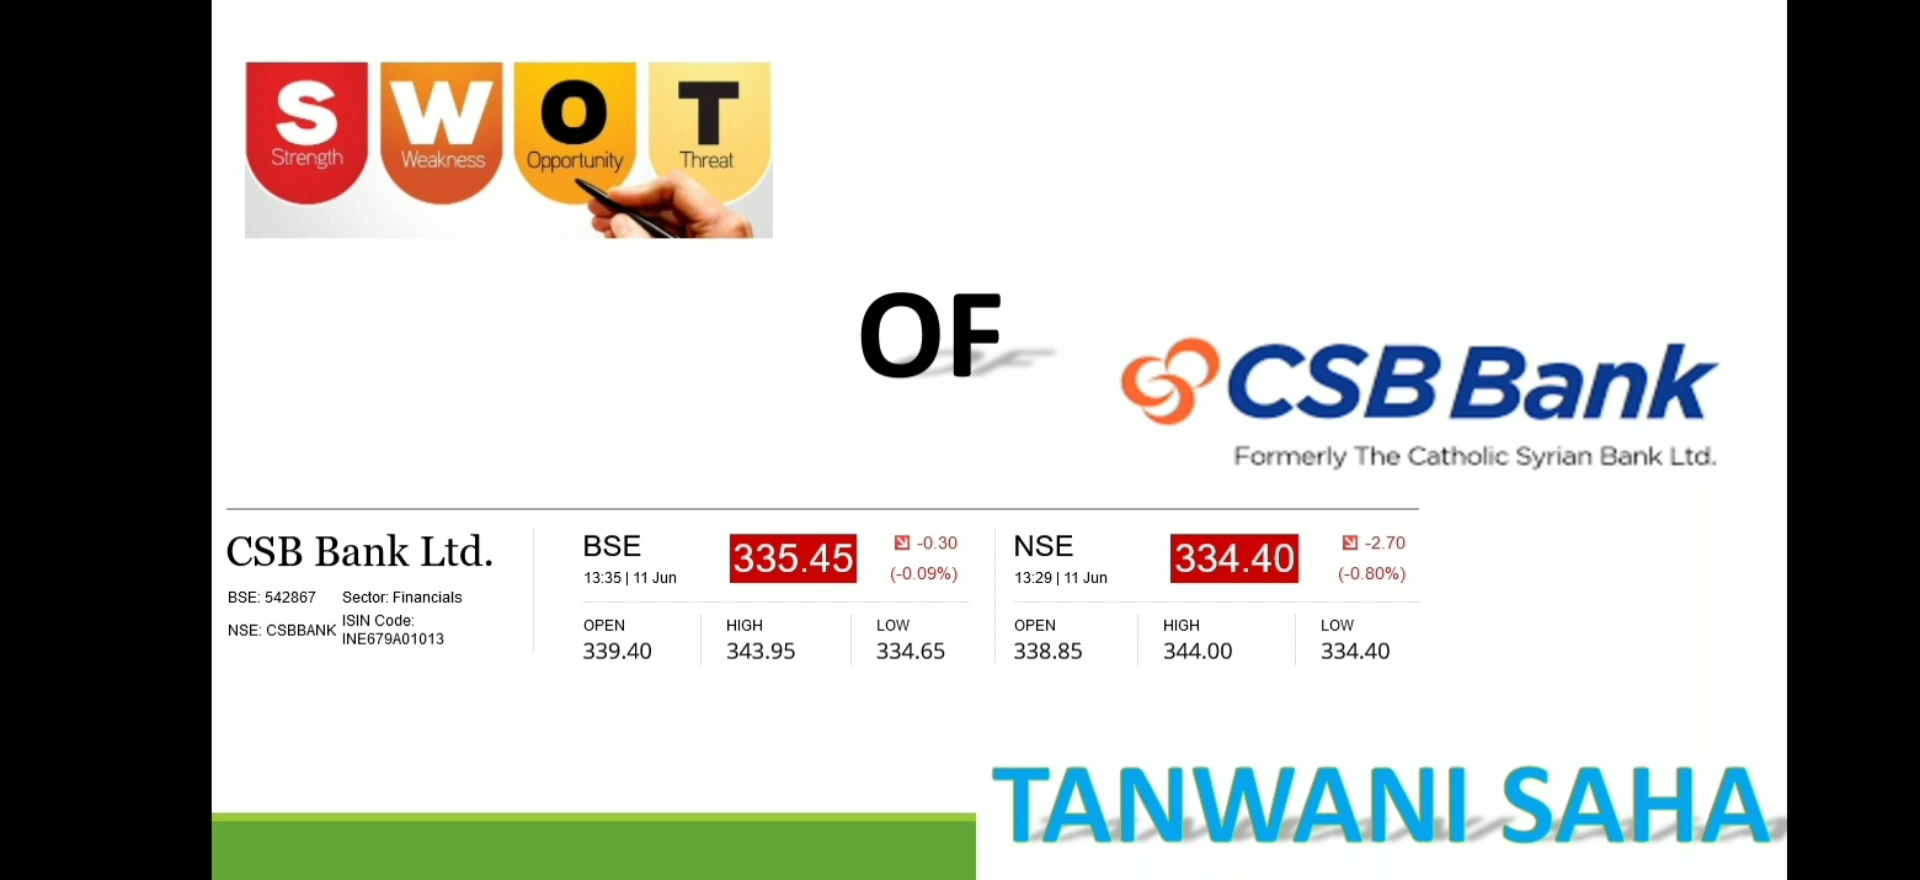 S W O T
Strength Weakness Opportunity Threat
OF
CSB Bank
Formerly The Catholic Syrian Bank Ltd.
CSB Bank Ltd.
BSE: 542867 Sector: Financials
NSE: CSBBANK ISIN Code:
INE679A01013
BSE 335.45 -0.30
13:35 | 11 Jun (-0.09%)
OPEN HIGH LOW
339.40 343.95 334.65
NSE 334.40 -2.70
13:29 | 11 Jun (-0.80%)
OPEN HIGH LOW
338.85 344.00 334.40
TANWANI SAHA